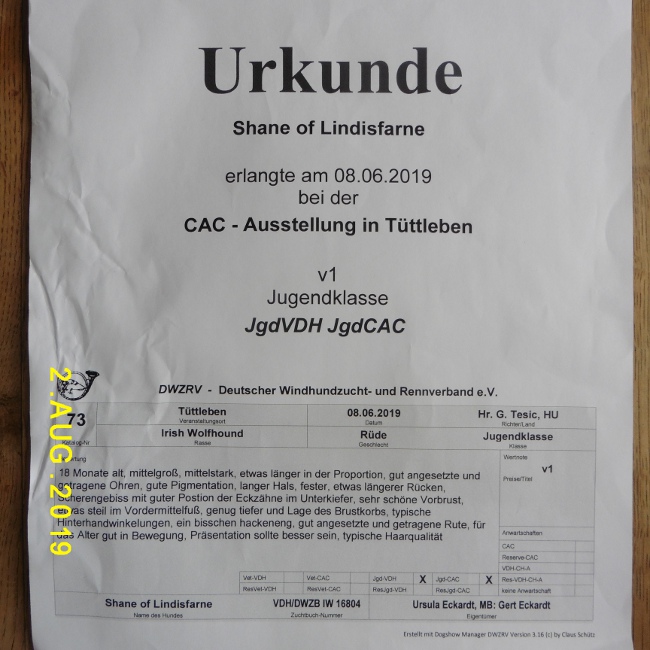 Urkunde
Shane of Lindisfarne
erlangte am 08.06.2019
bei der
CAC - Ausstellung in Tüttleben
v1
Jugendklasse
JgdVDH JgdCAC
DWZRV - Deutscher Windhundzucht- und Rennverband e.V.
73 Tüttleben 08.06.2019 Hr. G. Tesic, HU
Katalog-Nr Veranstaltungsort Datum Richter/Land
Irish Wolfhound Rüde Jugendklasse
Rasse Geschlecht Klasse
Wertnote
v1
Preise/Titel
18 Monate alt, mittelgroß, mittelstark, etwas länger in der Proportion, gut angesetzte und
getragene Ohren, gute Pigmentation, langer Hals, fester, etwas längerer Rücken,
Scherengebiss mit guter Postion der Eckzähne im Unterkiefer, sehr schöne Vorbrust,
etwas steil im Vordermittelfuß, genug tiefer und Lage des Brustkorbs, typische
Hinterhandwinkelungen, ein bisschen hackeneng, gut angesetzte und getragene Rute, für
das Alter gut in Bewegung, Präsentation sollte besser sein, typische Haarqualität
Anwartschaften
CAC
Reserve-CAC
VDH-CH-A
Vet-VDH Vet-CAC Jgd-VDH X Jgd-CAC X Res-VDH-CH-A
ResVet-VDH ResVet-CAC ResJgd-VDH ResJgd-CAC keine Anwartschaft
Shane of Lindisfarne VDH/DWZB IW 16804 Ursula Eckardt, MB: Gert Eckardt
Name des Hundes Zuchtbuch-Nummer Eigentümer
Erstellt mit Dogshow Manager DWZRV Version 3.16 (c) by Claus Schütz
2.AUG.2019